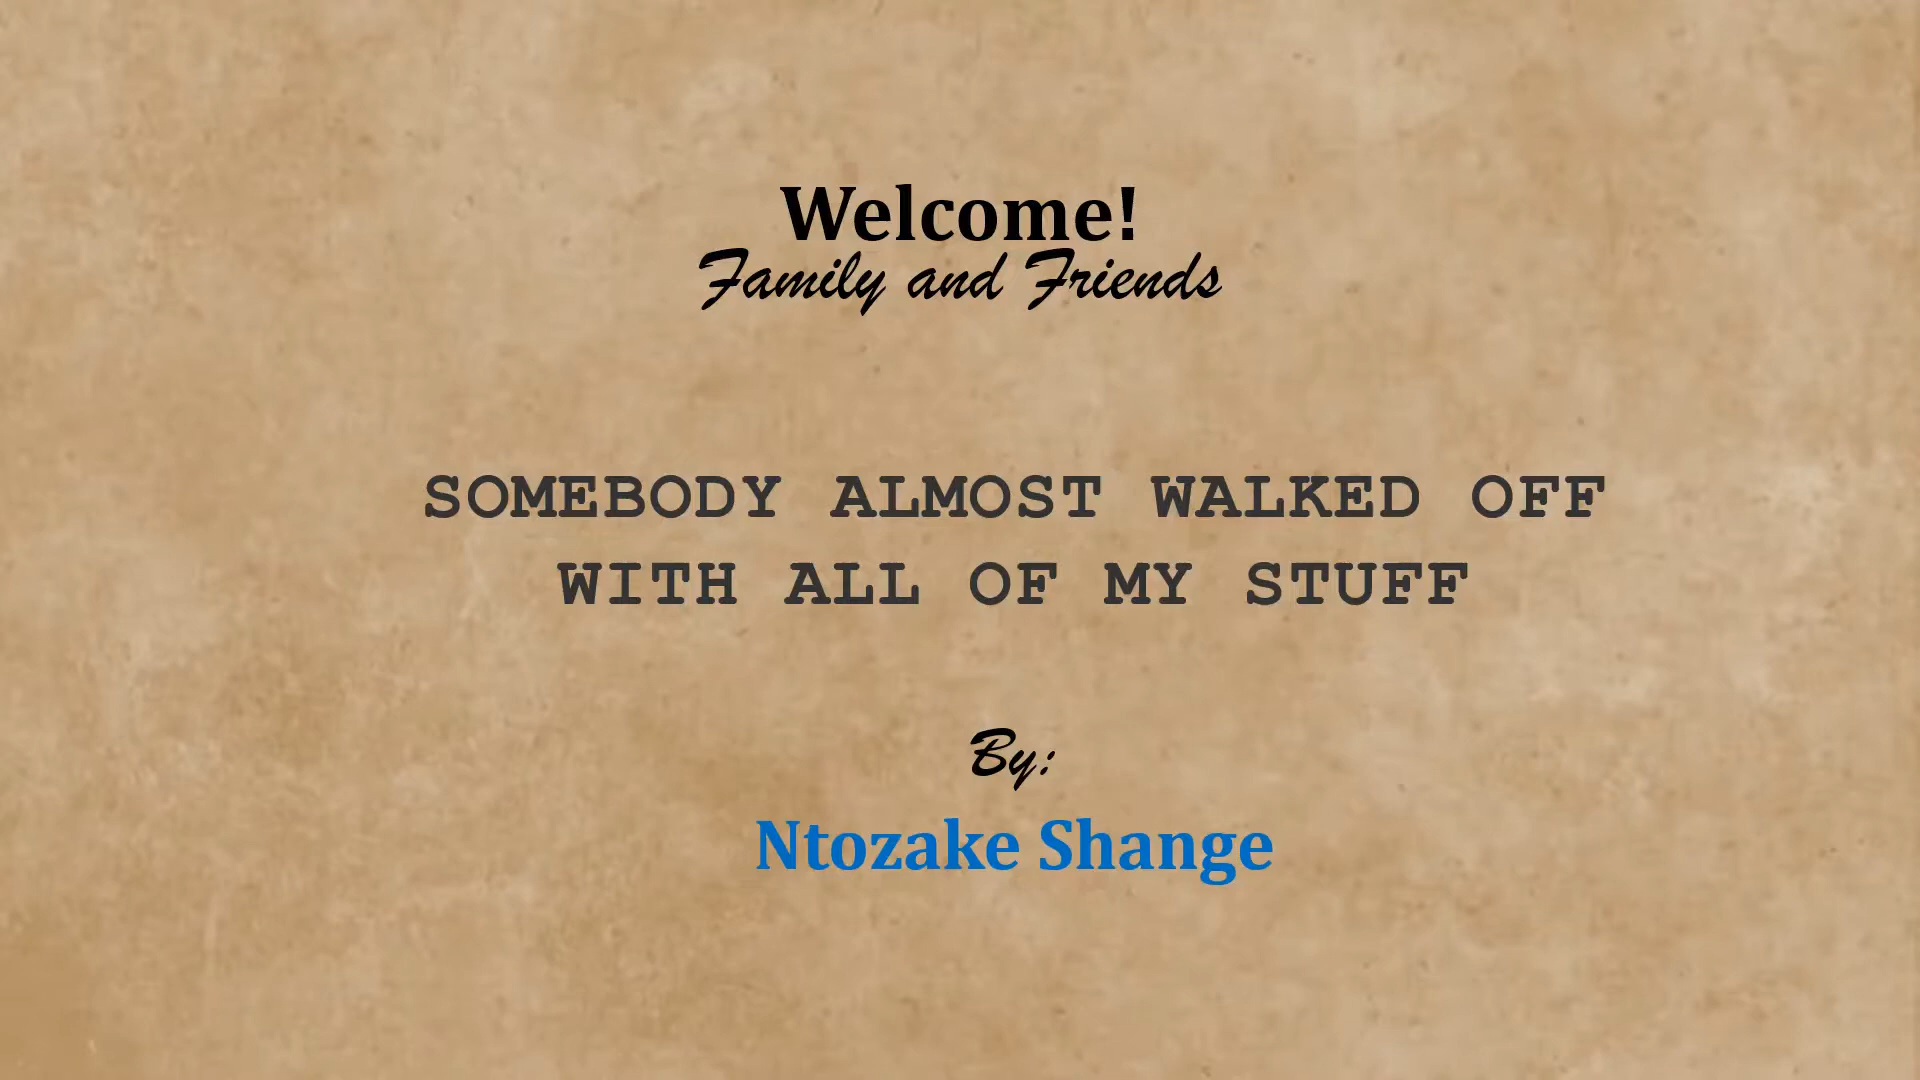 Welcome!
Family and Friends
SOMEBODY ALMOST WALKED OFF
WITH ALL OF MY STUFF
By:
Ntozake Shange